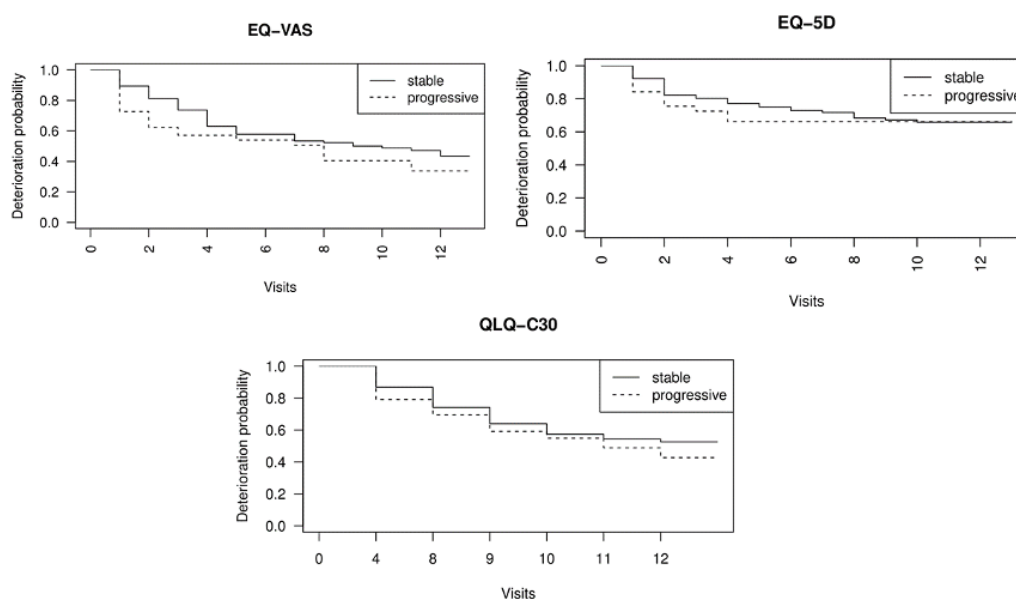 EQ-VAS
Deterioration probability
1.0
0.8
0.6
0.4
0.2
0.0
stable
progressive
0
2
4
6
8
10
12
Visits
EQ-5D
Deterioration probability
1.0
0.8
0.6
0.4
0.2
0.0
stable
progressive
0
2
4
6
8
10
12
Visits
QLQ-C30
Deterioration probability
1.0
0.8
0.6
0.4
0.2
0.0
stable
progressive
0 4 8 9 10 11 12
Visits